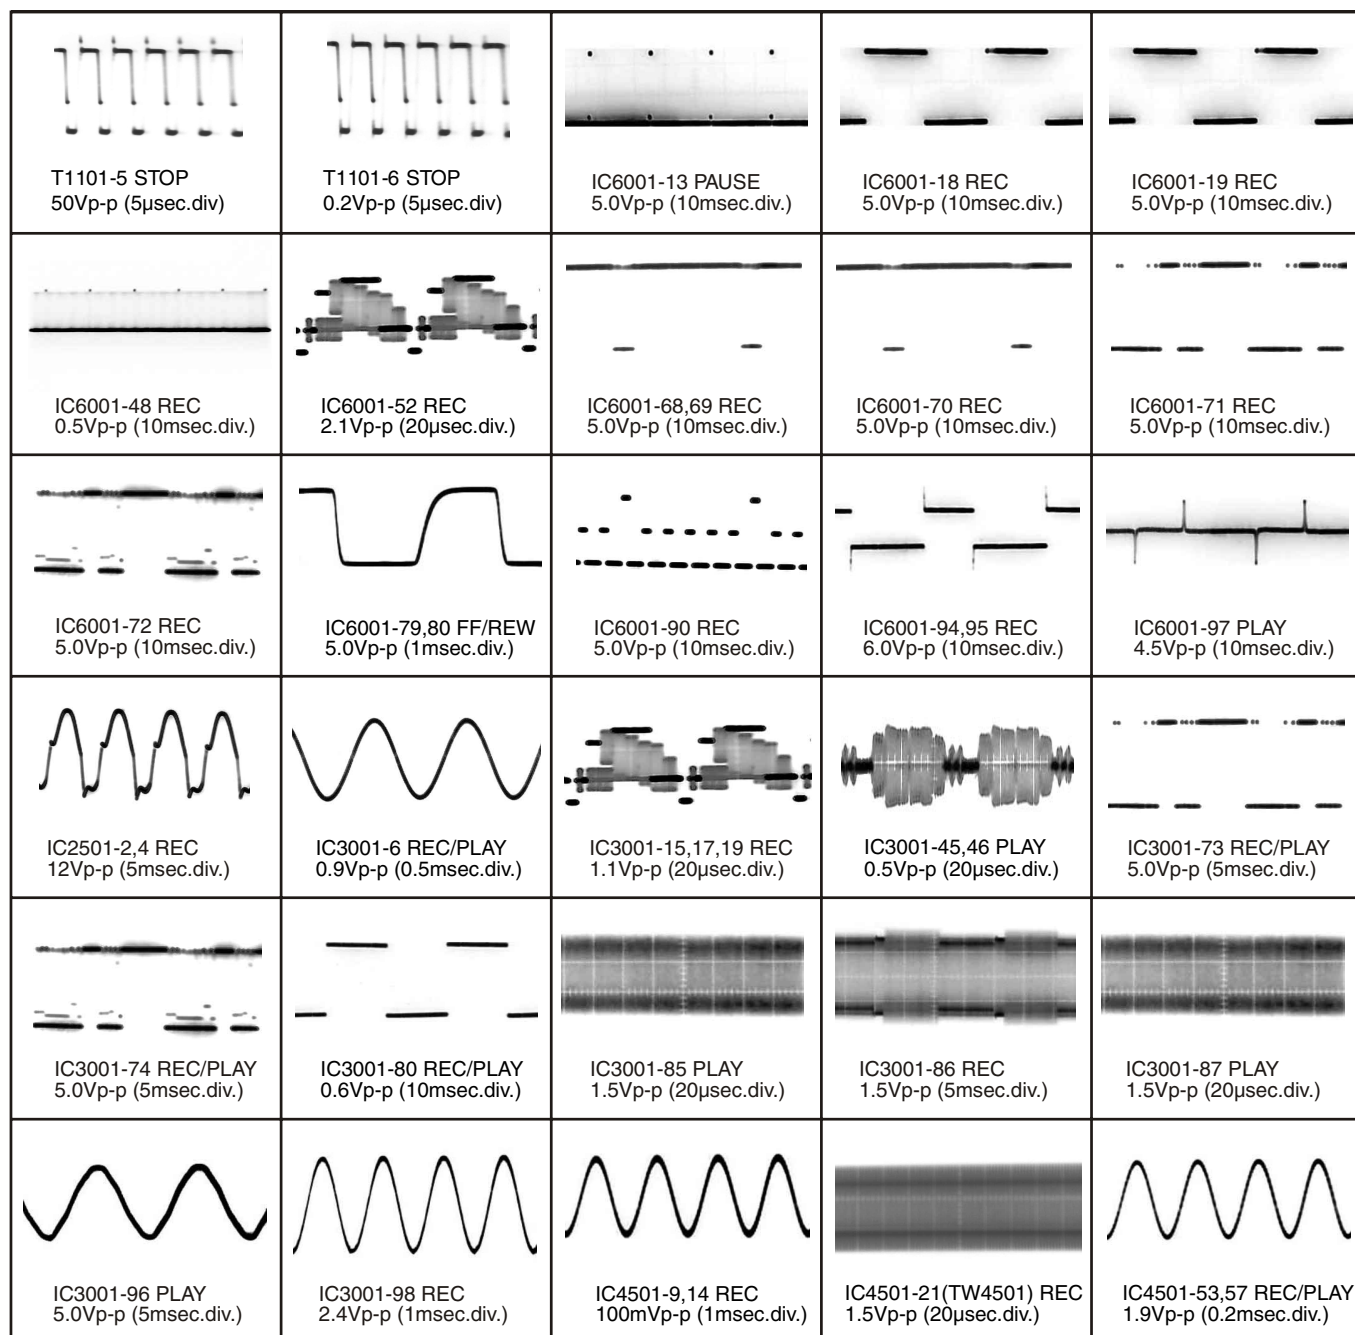 T1101-5 STOP
50Vp-p (5µsec.div)
T1101-6 STOP
0.2Vp-p (5µsec.div)
IC6001-13 PAUSE
5.0Vp-p (10msec.div.)
IC6001-18 REC
5.0Vp-p (10msec.div.)
IC6001-19 REC
5.0Vp-p (10msec.div.)
IC6001-48 REC
0.5Vp-p (10msec.div.)
IC6001-52 REC
2.1Vp-p (20µsec.div.)
IC6001-68,69 REC
5.0Vp-p (10msec.div.)
IC6001-70 REC
5.0Vp-p (10msec.div.)
IC6001-71 REC
5.0Vp-p (10msec.div.)
IC6001-72 REC
5.0Vp-p (10msec.div.)
IC6001-79,80 FF/REW
5.0Vp-p (1msec.div.)
IC6001-90 REC
5.0Vp-p (10msec.div.)
IC6001-94,95 REC
6.0Vp-p (10msec.div.)
IC6001-97 PLAY
4.5Vp-p (10msec.div.)
IC2501-2,4 REC
12Vp-p (5msec.div.)
IC3001-6 REC/PLAY
0.9Vp-p (0.5msec.div.)
IC3001-15,17,19 REC
1.1Vp-p (20µsec.div.)
IC3001-45,46 PLAY
0.5Vp-p (20µsec.div.)
IC3001-73 REC/PLAY
5.0Vp-p (5msec.div.)
IC3001-74 REC/PLAY
5.0Vp-p (5msec.div.)
IC3001-80 REC/PLAY
0.6Vp-p (10msec.div.)
IC3001-85 PLAY
1.5Vp-p (20µsec.div.)
IC3001-86 REC
1.5Vp-p (5msec.div.)
IC3001-87 PLAY
1.5Vp-p (20µsec.div.)
IC3001-96 PLAY
5.0Vp-p (5msec.div.)
IC3001-98 REC
2.4Vp-p (1msec.div.)
IC4501-9,14 REC
100mVp-p (1msec.div.)
IC4501-21(TW4501) REC
1.5Vp-p (20µsec.div.)
IC4501-53,57 REC/PLAY
1.9Vp-p (0.2msec.div.)